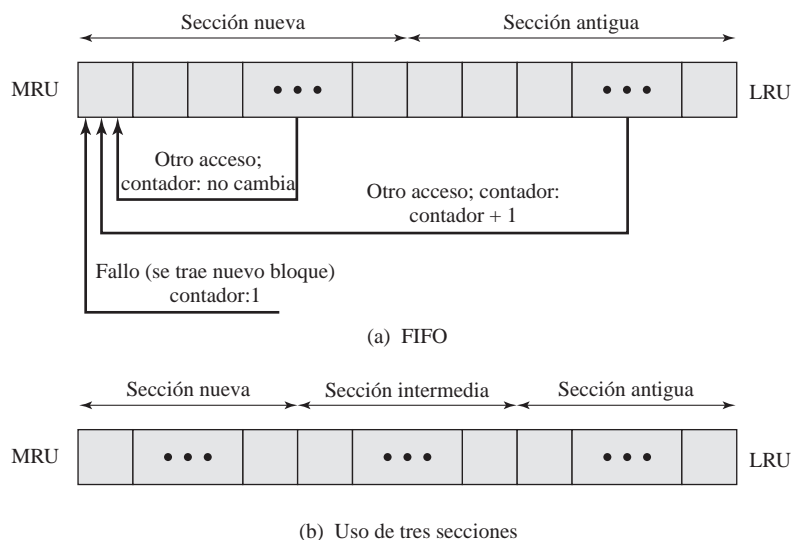 Sección nueva
Sección antigua
MRU
LRU
Otro acceso;
contador: no cambia
Otro acceso; contador:
contador + 1
Fallo (se trae nuevo bloque)
contador:1
(a) FIFO
Sección nueva
Sección intermedia
Sección antigua
MRU
LRU
(b) Uso de tres secciones